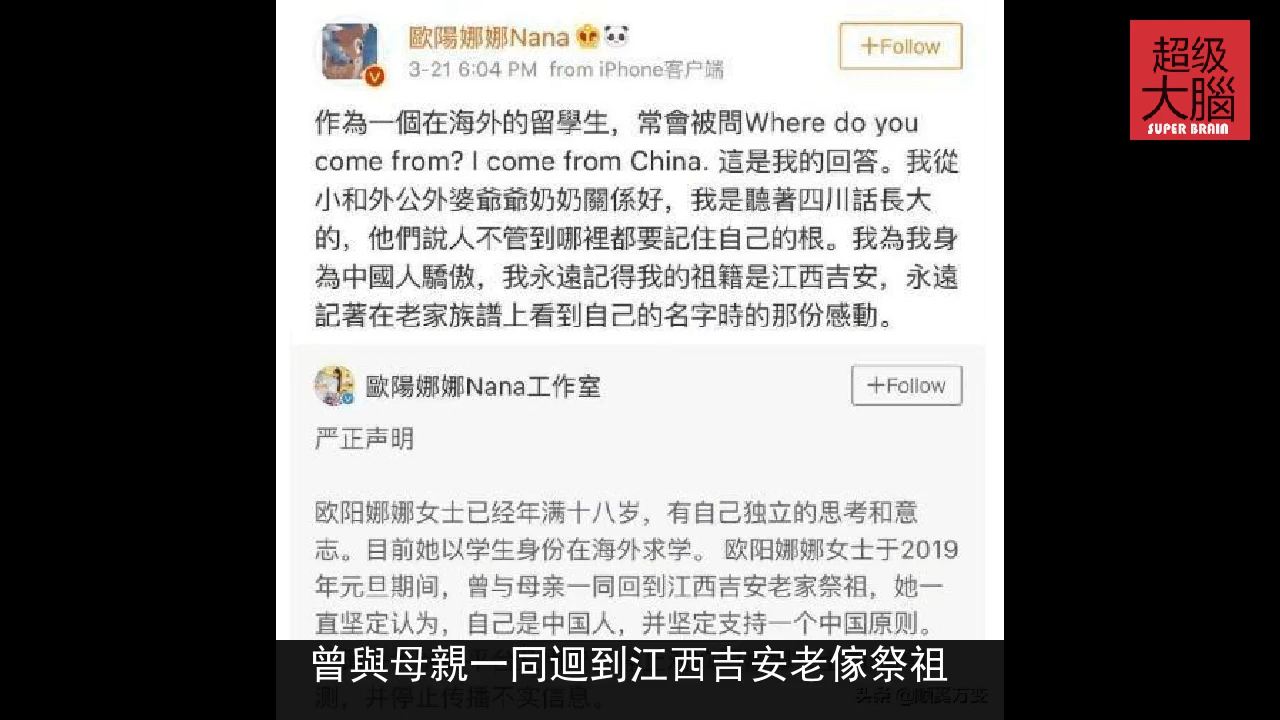 歐陽娜娜Nana
+Follow
3-21 6:04 PM from iPhone客户端
超级
大腦
SUPER BRAIN
作為一個在海外的留學生，常會被問Where do you
come from? I come from China. 這是我的回答。我從
小和外公外婆爺爺奶奶關係好，我是聽著四川話長大
的，他們說人不管到哪裡都要記住自己的根。我為我身
為中國人驕傲，我永遠記得我的祖籍是江西吉安，永遠
記著在老家族譜上看到自己的名字時的那份感動。
歐陽娜娜Nana工作室
+Follow
严正声明
欧阳娜娜女士已经年满十八岁，有自己独立的思考和意
志。目前她以学生身份在海外求学。 欧阳娜娜女士于2019
年元旦期间，曾与母亲一同回到江西吉安老家祭祖，她一
直坚定认为，自己是中国人，并坚定支持一个中国原则。
曾與母親一同迴到江西吉安老傢祭祖
测，并停止传播不实信息。